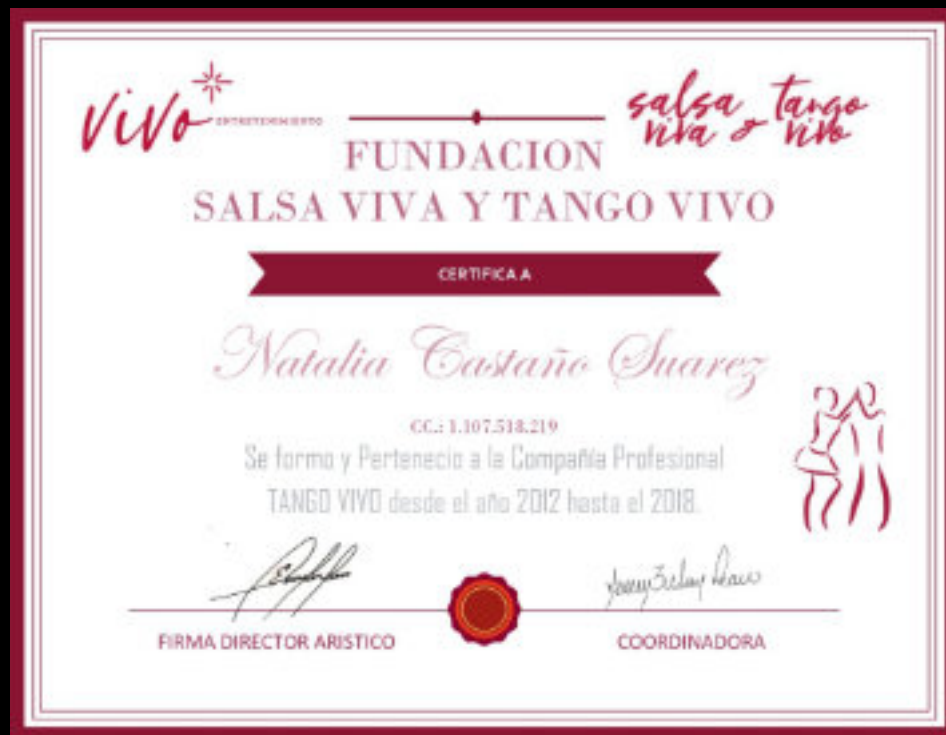 ViVo
ENTRETENIMIENTO
salsa viva & tango vivo
FUNDACION
SALSA VIVA Y TANGO VIVO
CERTIFICA A
Natalia Castaño Suarez
CC.: 1.107.518.219
Se formo y Pertenecio a la Compañia Profesional
TANGO VIVO desde el año 2012 hasta el 2018.
FIRMA DIRECTOR ARISTICO
COORDINADORA